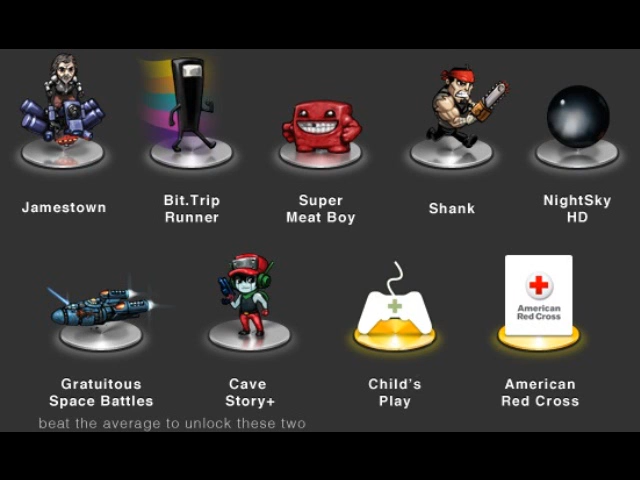 Jamestown
Bit.Trip
Runner
Super
Meat Boy
Shank
NightSky
HD
American
Red Cross
Gratuitous
Space Battles
Cave
Story+
Child's
Play
American
Red Cross
beat the average to unlock these two